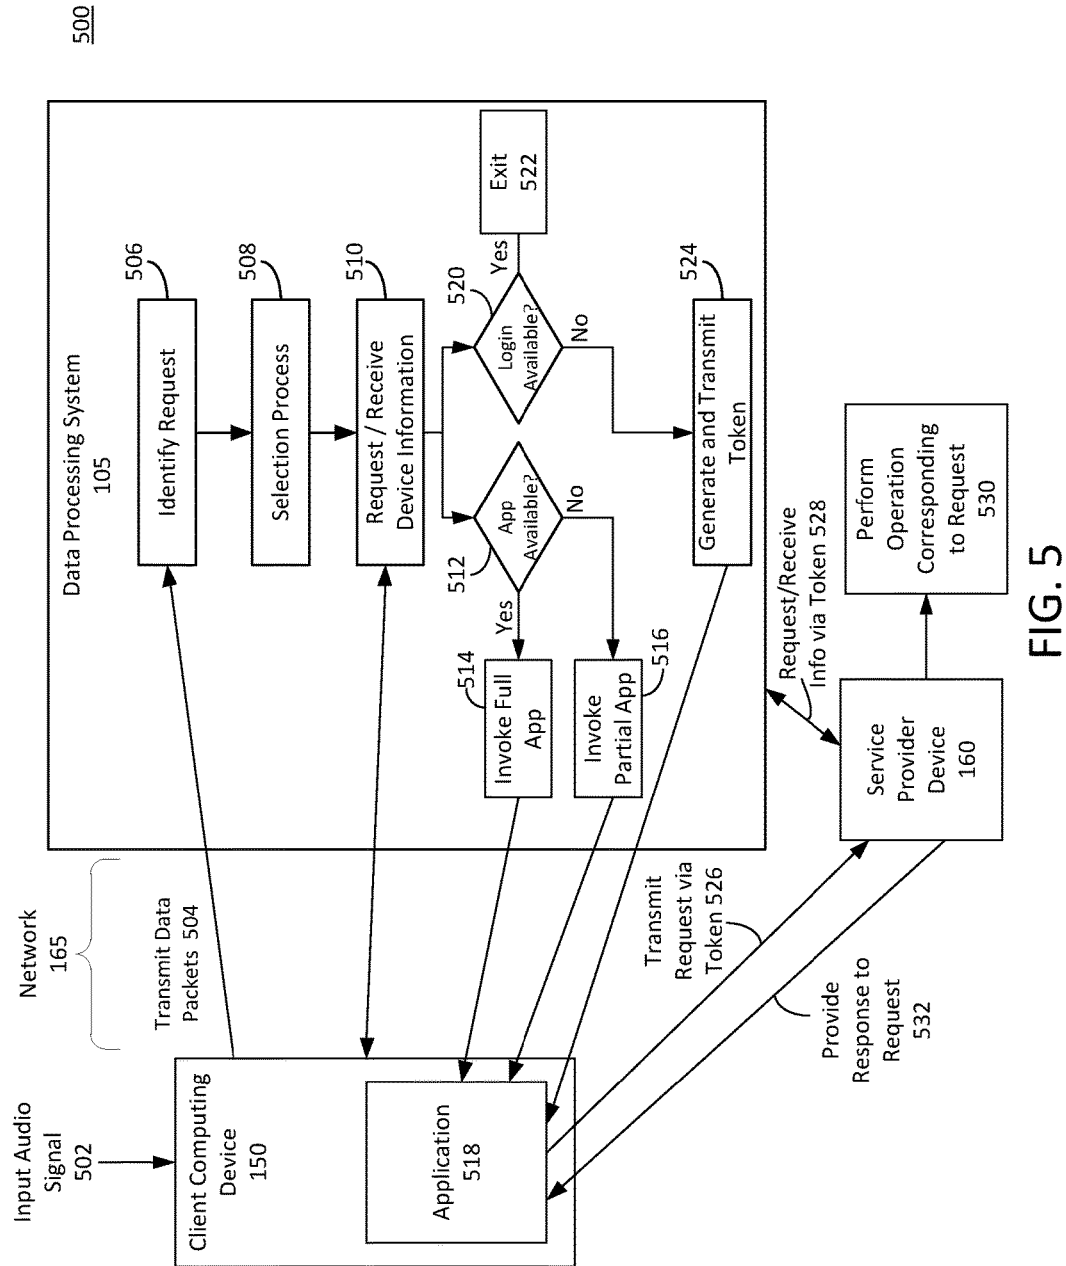 500
Input Audio
Signal
502
Network
165
Client Computing
Device
150
Application
518
Transmit Data
Packets 504
Data Processing System
105
506
Identify Request
508
Selection Process
510
Request / Receive
Device Information
512
App
Available?
Yes
No
514
Invoke Full
App
516
Invoke
Partial App
520
Login
Available?
Yes
No
Exit
522
524
Generate and Transmit
Token
Transmit
Request via
Token 526
Provide
Response to
Request
532
Request/Receive
Info via Token 528
Service
Provider
Device
160
Perform
Operation
Corresponding
to Request
530
FIG. 5